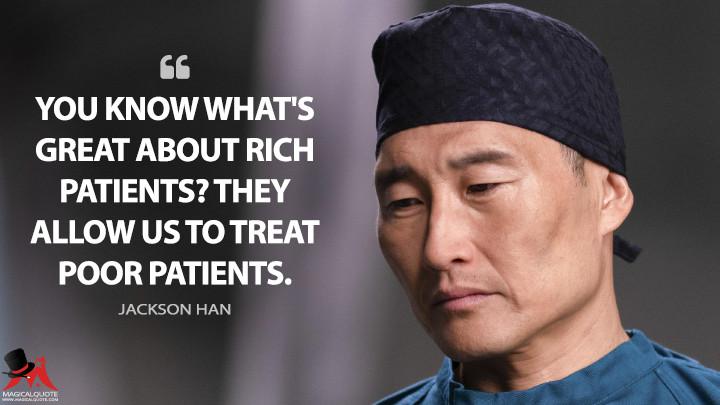 ❝
YOU KNOW WHAT'S
GREAT ABOUT RICH
PATIENTS? THEY
ALLOW US TO TREAT
POOR PATIENTS.
JACKSON HAN
MAGICALQUOTE
WWW.MAGICALQUOTE.COM